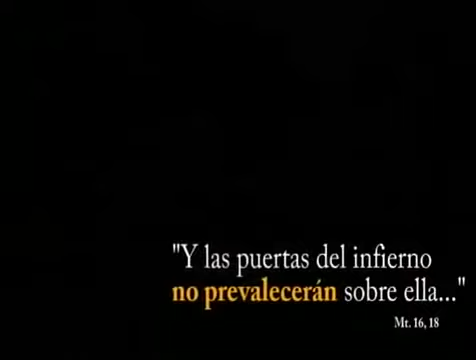 "Y las puertas del infierno
no prevalecerán sobre ella..."
Mt. 16, 18